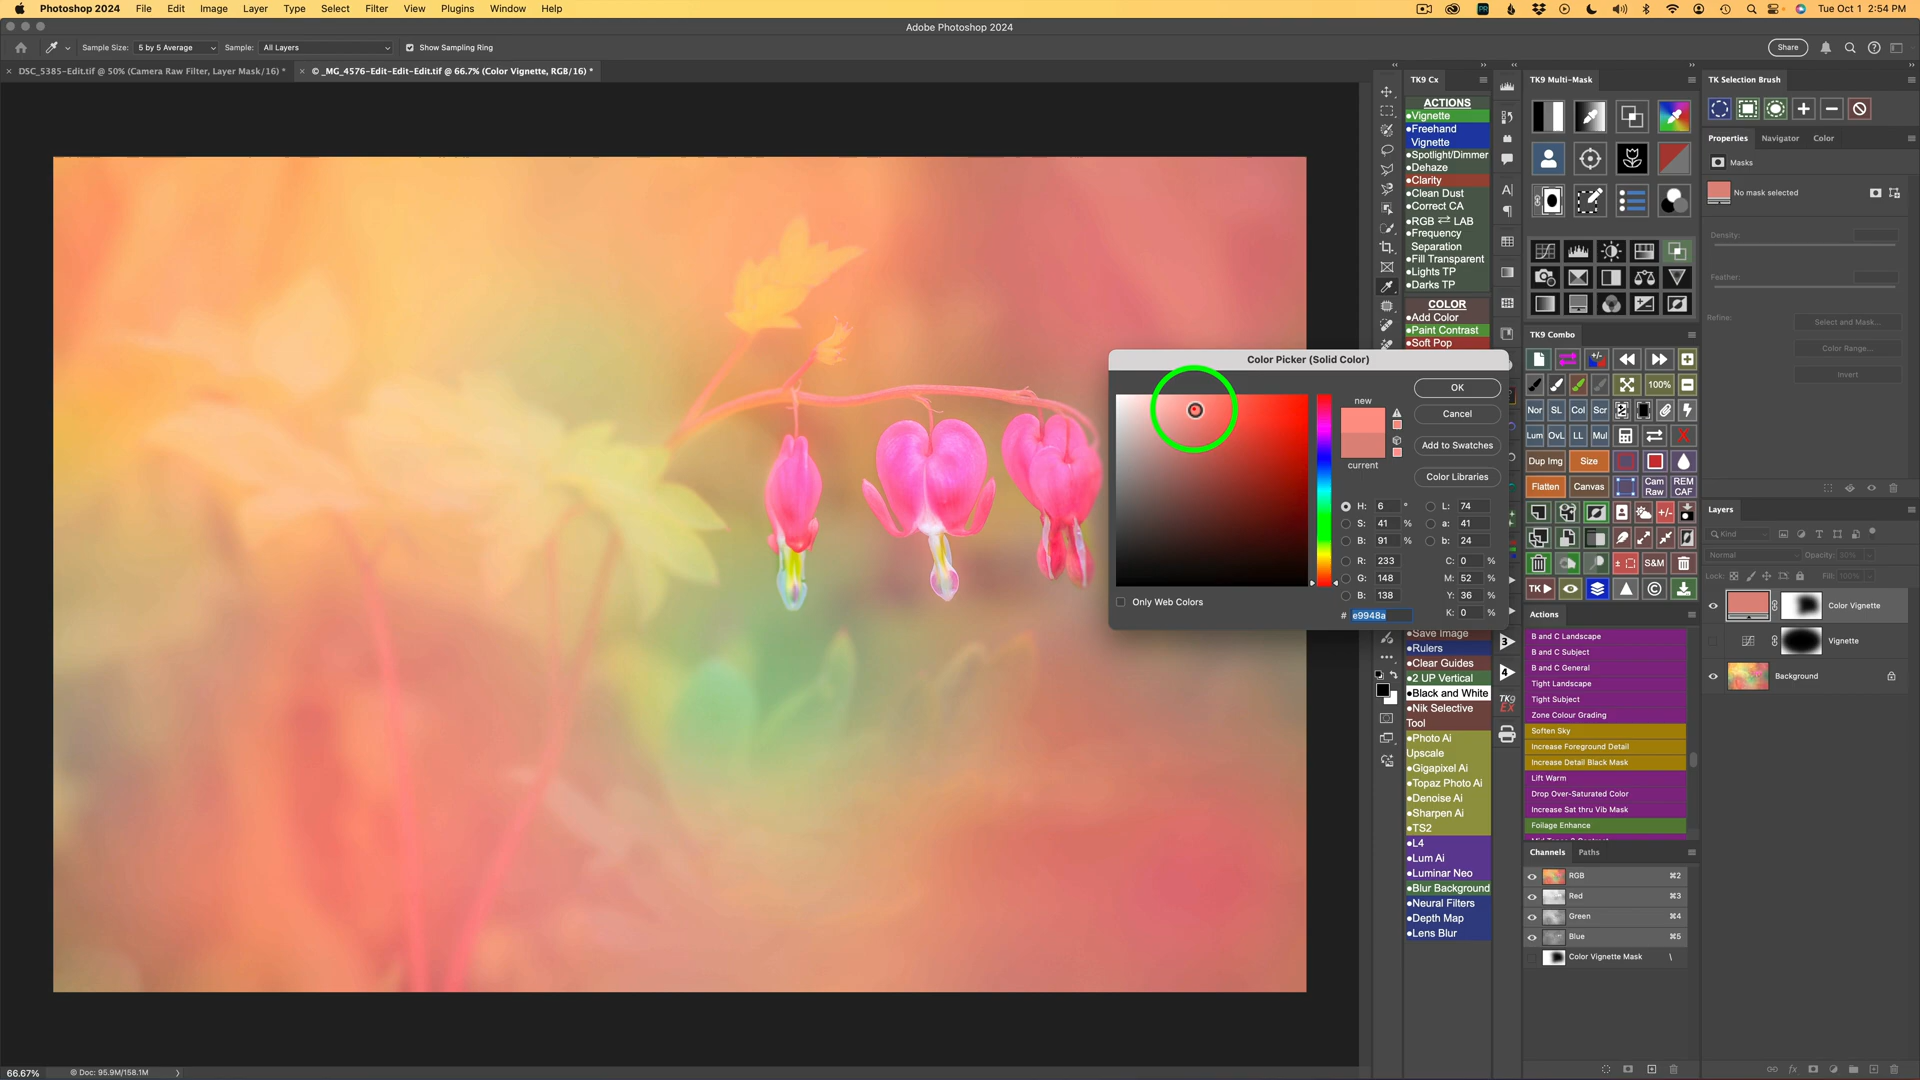 Photoshop 2024 File Edit Image Layer Type Select Filter View Plugins Window Help
Tue Oct 1 2:54 PM
Adobe Photoshop 2024
Sample Size: 5 by 5 Average Sample: All Layers Show Sampling Ring
Share
× DSC_5385-Edit.tif @ 50% (Camera Raw Filter, Layer Mask/16) *
× © _MG_4576-Edit-Edit-Edit.tif @ 66.7% (Color Vignette, RGB/16) *
TK9 Cx
ACTIONS
●Vignette
●Freehand
Vignette
●Spotlight/Dimmer
●Dehaze
●Clarity
●Clean Dust
●Correct CA
●RGB ⇄ LAB
●Frequency
Separation
●Fill Transparent
●Lights TP
●Darks TP
COLOR
●Add Color
●Paint Contrast
●Soft Pop
●Save Image
●Rulers
●Clear Guides
●2 UP Vertical
●Black and White
●Nik Selective
Tool
●Photo Ai
Upscale
●Gigapixel Ai
●Topaz Photo Ai
●Denoise Ai
●Sharpen Ai
●TS2
●L4
●Lum Ai
●Luminar Neo
●Blur Background
●Neural Filters
●Depth Map
●Lens Blur
Color Picker (Solid Color)
new
current
OK
Cancel
Add to Swatches
Color Libraries
H: 6 ° L: 74
S: 41 % a: 41
B: 91 % b: 24
R: 233 C: 0 %
G: 148 M: 52 %
B: 138 Y: 36 %
# e9948a K: 0 %
Only Web Colors
3
4
TK9
EX
TK9 Multi-Mask
TK9 Combo
100%
Nor SL Col Scr
Lum OvL LL Mul
Dup Img Size
Flatten Canvas Cam Raw REM CAF
+/-
S&M
TK▶
Actions
B and C Landscape
B and C Subject
B and C General
Tight Landscape
Tight Subject
Zone Colour Grading
Soften Sky
Increase Foreground Detail
Increase Detail Black Mask
Lift Warm
Drop Over-Saturated Color
Increase Sat thru Vib Mask
Foilage Enhance
Channels Paths
RGB ⌘2
Red ⌘3
Green ⌘4
Blue ⌘5
Color Vignette Mask \
TK Selection Brush
Properties Navigator Color
Masks
No mask selected
Density:
Feather:
Refine: Select and Mask...
Color Range...
Invert
Layers
Kind
Normal Opacity: 36%
Lock: Fill: 100%
Color Vignette
Vignette
Background
66.67% © Doc: 95.9M/158.1M